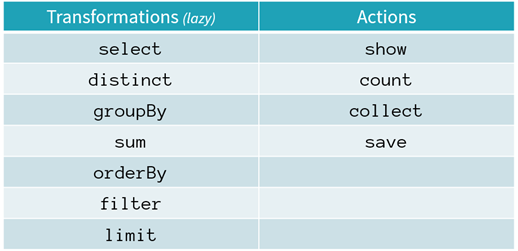 Transformations (lazy) Actions
select show
distinct count
groupBy collect
sum save
orderBy
filter
limit